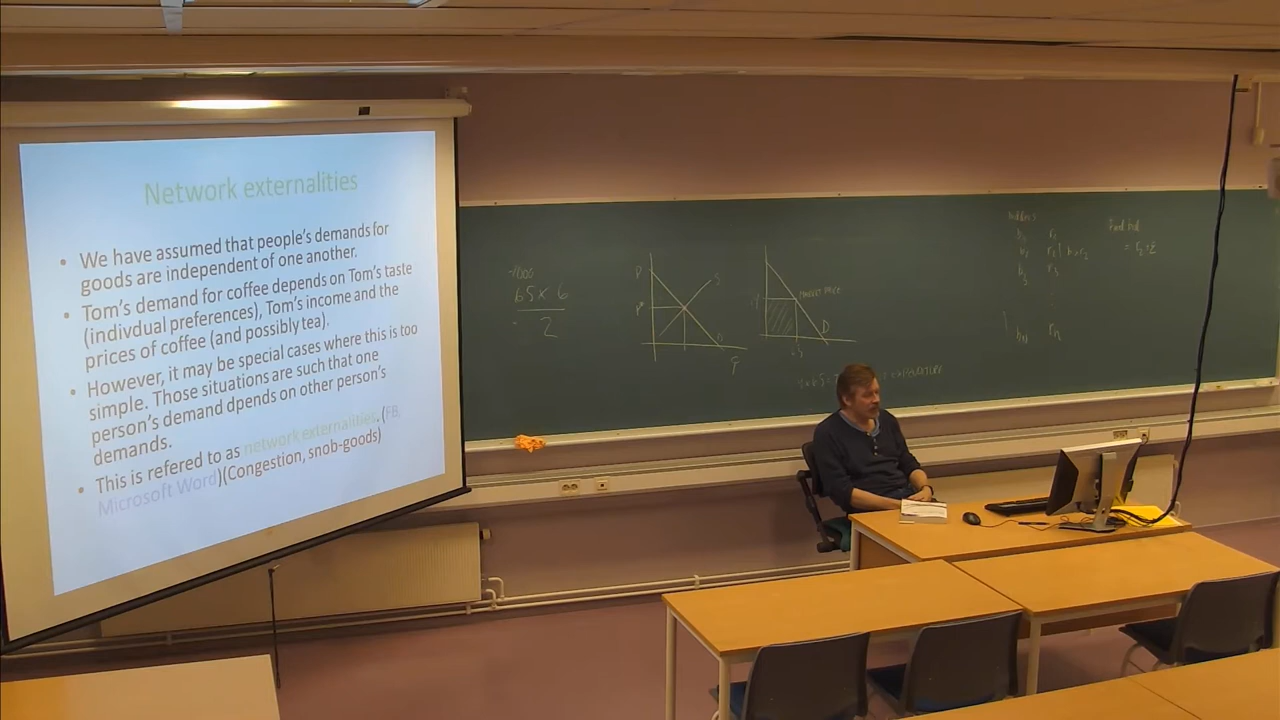 Network externalities
• We have assumed that people's demands for
goods are independent of one another.
• Tom's demand for coffee depends on Tom's taste
(indivdual preferences), Tom's income and the
prices of coffee (and possibly tea).
• However, it may be special cases where this is too
simple. Those situations are such that one
person's demand dpends on other person's
demands.
• This is refered to as network externalities.(FB,
Microsoft Word)(Congestion, snob-goods)
65 x 6
2
P
S
D
MARKET PRICE
D